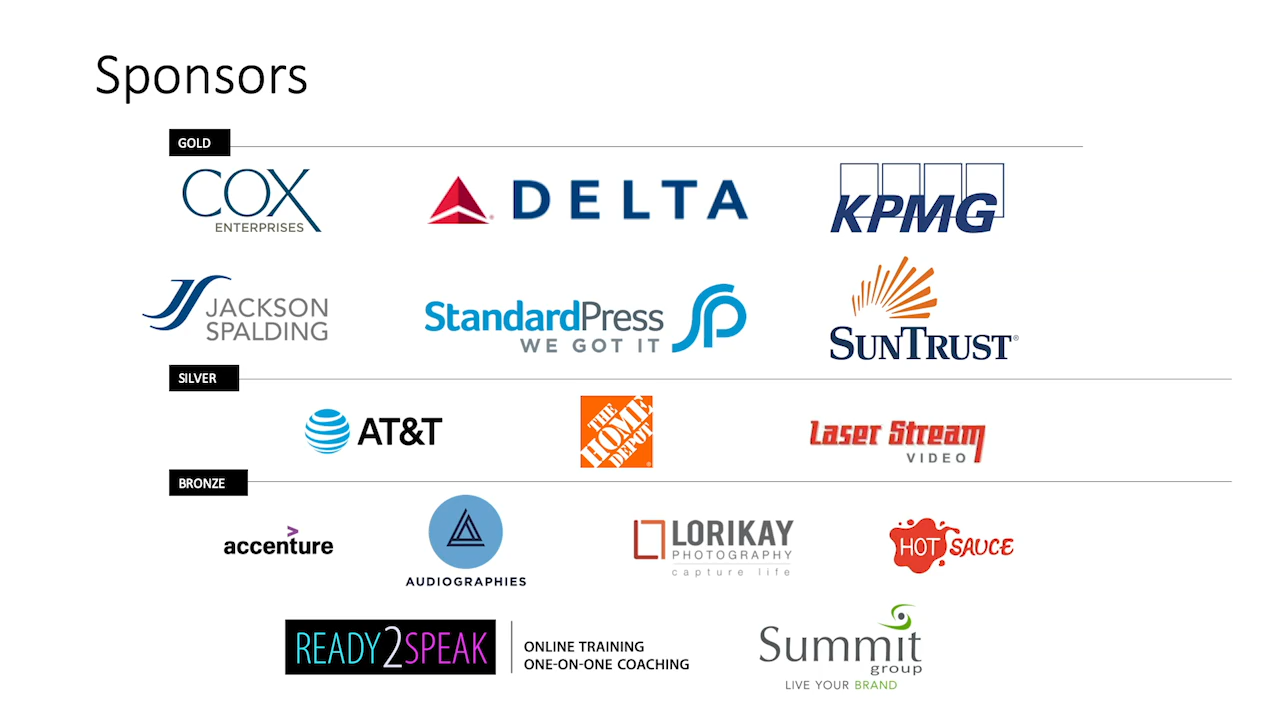 Sponsors
GOLD
COX
ENTERPRISES
DELTA
KPMG
JACKSON
SPALDING
StandardPress
WE GOT IT
SUNTRUST®
SILVER
AT&T
THE
HOME
DEPOT
Laser Stream
VIDEO
BRONZE
accenture
AUDIOGRAPHIES
LORIKAY
PHOTOGRAPHY
capture life
HOT SAUCE
READY2SPEAK
ONLINE TRAINING
ONE-ON-ONE COACHING
Summit
group
LIVE YOUR BRAND